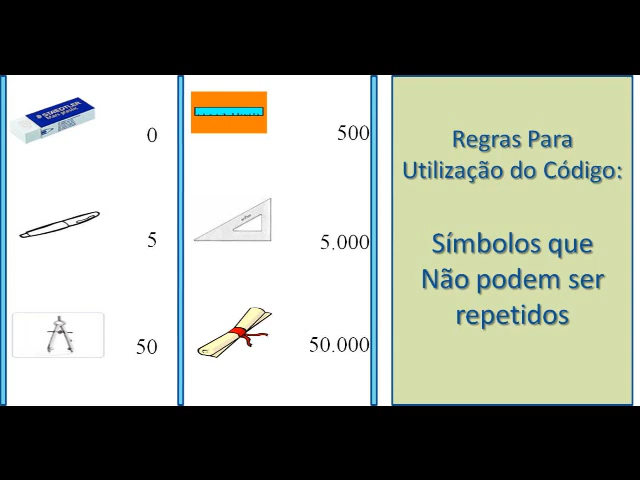 STAEDTLER
0
5
50
500
5.000
50.000
Regras Para
Utilização do Código:
Símbolos que
Não podem ser
repetidos